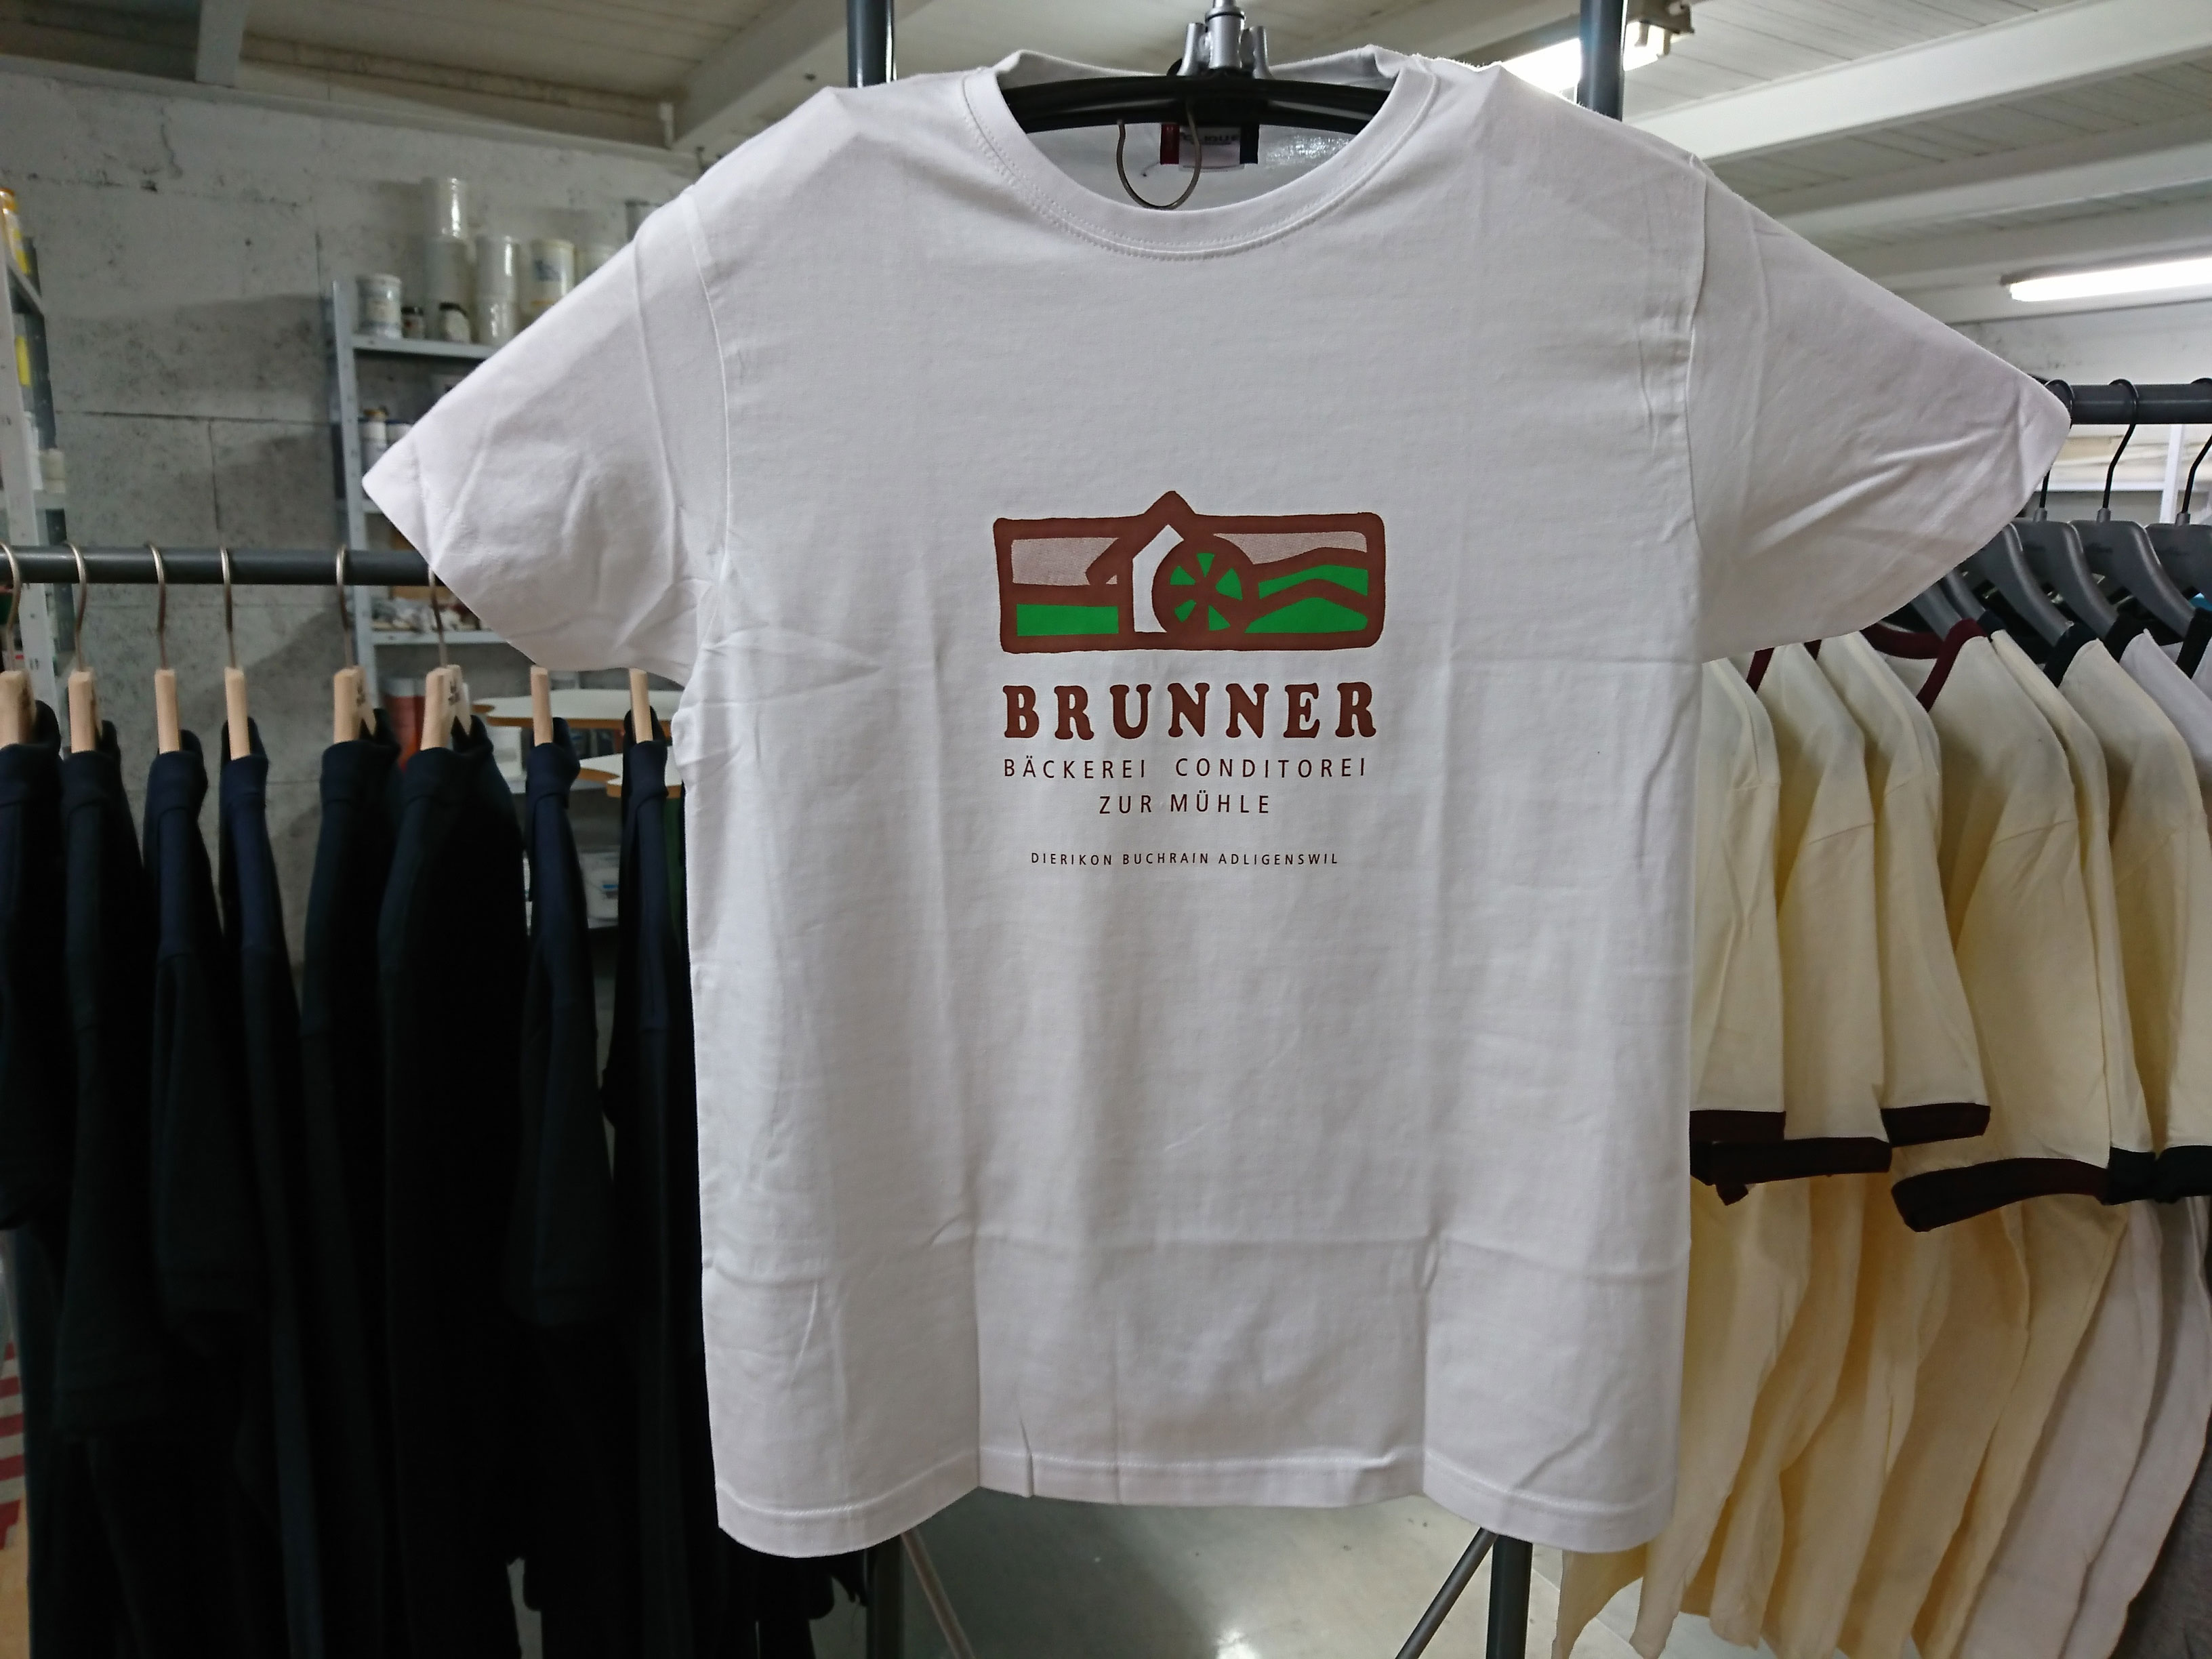 BRUNNER
BÄCKEREI CONDITOREI
ZUR MÜHLE
DIERIKON BUCHRAIN ADLIGENSWIL